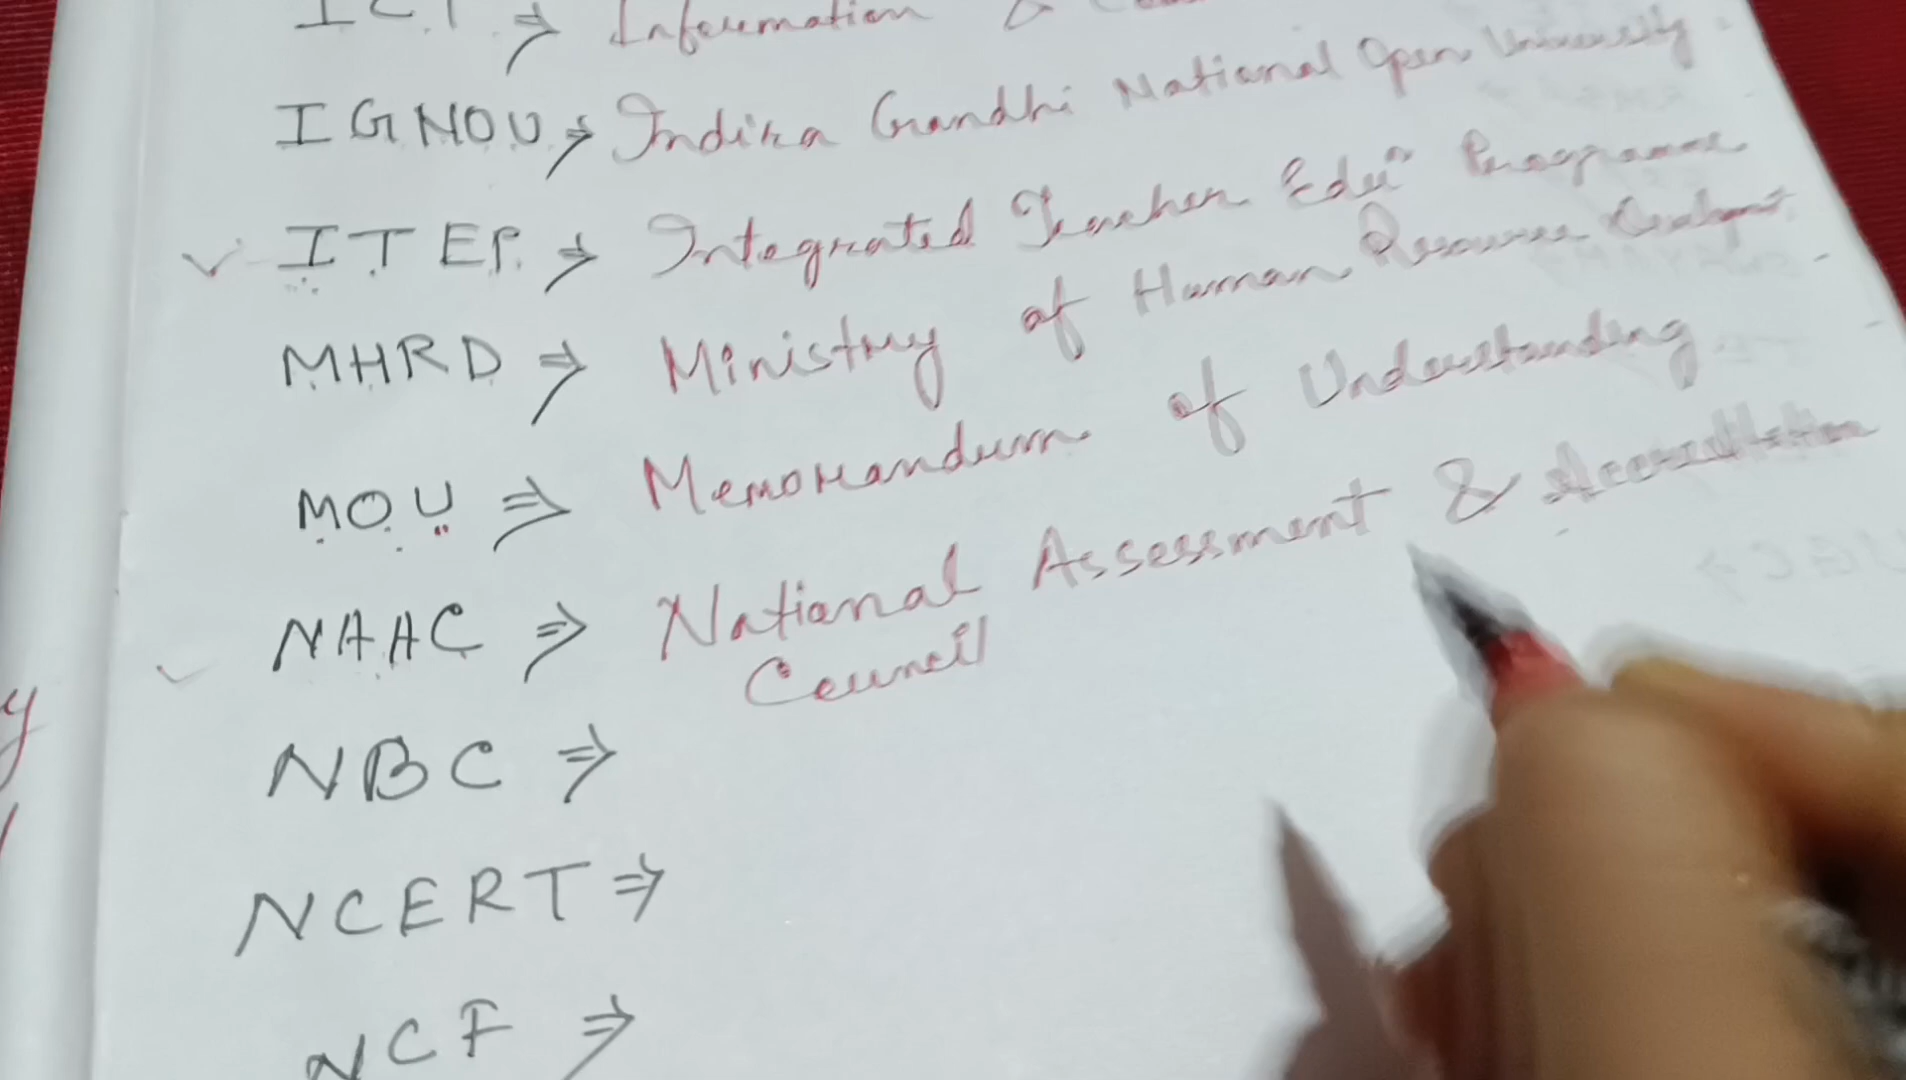 ICT ⇒ Information &
IGNOU ⇒ Indira Gandhi National Open University
ITEP. ⇒ Integrated Teacher Edu^n Programme
MHRD ⇒ Ministry of Human Resource
MOU ⇒ Memorandum of Understanding
NAAC ⇒ National Assessment & Accreditation
Council
NBC ⇒
NCERT ⇒
NCF ⇒
y